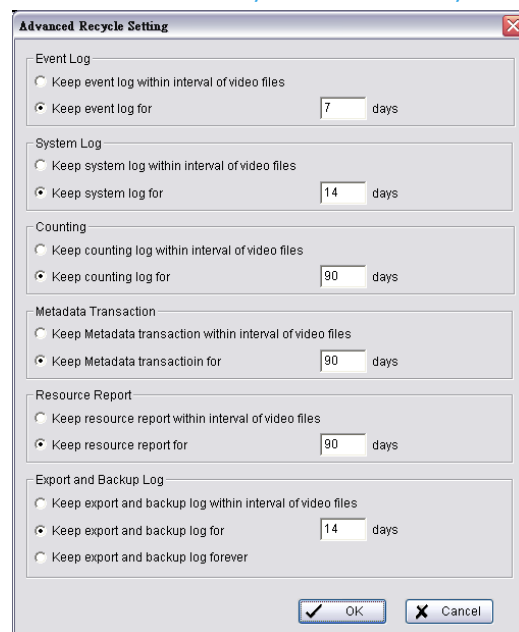 Advanced Recycle Setting
Event Log
Keep event log within interval of video files
Keep event log for 7 days
System Log
Keep system log within interval of video files
Keep system log for 14 days
Counting
Keep counting log within interval of video files
Keep counting log for 90 days
Metadata Transaction
Keep Metadata transaction within interval of video files
Keep Metadata transactioin for 90 days
Resource Report
Keep resource report within interval of video files
Keep resource report for 90 days
Export and Backup Log
Keep export and backup log within interval of video files
Keep export and backup log for 14 days
Keep export and backup log forever
OK Cancel